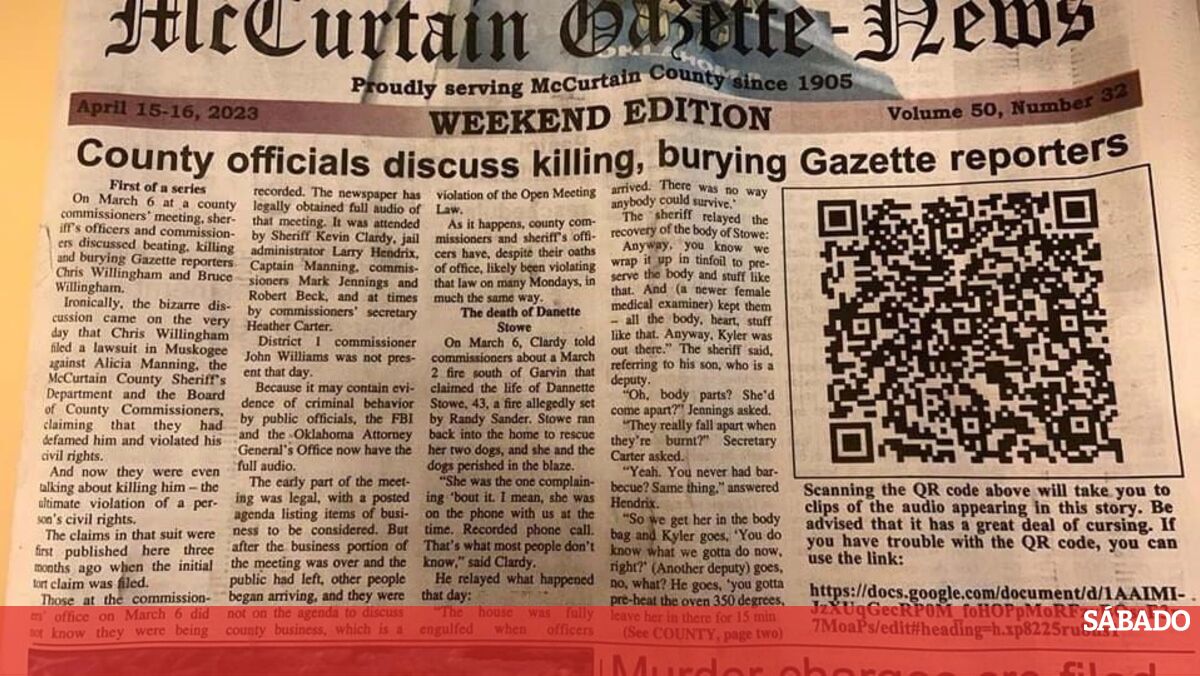 McCurtain Gazette-News
OKLAHOMA
Proudly serving McCurtain County since 1905
April 15-16, 2023
WEEKEND EDITION
Volume 50, Number 32
County officials discuss killing, burying Gazette reporters
First of a series
On March 6 at a county
commissioners' meeting, sher-
iff's officers and commission-
ers discussed beating, killing
and burying Gazette reporters
Chris Willingham and Bruce
Willingham.
Ironically, the bizarre dis-
cussion came on the very
day that Chris Willingham
filed a lawsuit in Muskogee
against Alicia Manning, the
McCurtain County Sheriff's
Department and the Board
of County Commissioners,
claiming that they had
defamed him and violated his
civil rights.
And now they were even
talking about killing him – the
ultimate violation of a per-
son's civil rights.
The claims in that suit were
first published here three
months ago when the initial
tort claim was filed.
Those at the commission-
ers' office on March 6 did
not know they were being
recorded. The newspaper has
legally obtained full audio of
that meeting. It was attended
by Sheriff Kevin Clardy, jail
administrator Larry Hendrix,
Captain Manning, commis-
sioners Mark Jennings and
Robert Beck, and at times
by commissioners' secretary
Heather Carter.
District 1 commissioner
John Williams was not pres-
ent that day.
Because it may contain evi-
dence of criminal behavior
by public officials, the FBI
and the Oklahoma Attorney
General's Office now have the
full audio.
The early part of the meet-
ing was legal, with a posted
agenda listing items of busi-
ness to be considered. But
after the business portion of
the meeting was over and the
public had left, other people
began arriving, and they were
not on the agenda to discuss
county business, which is a
violation of the Open Meeting
Law.
As it happens, county com-
missioners and sheriff's offi-
cers have, despite their oaths
of office, likely been violating
that law on many Mondays, in
much the same way.
The death of Danette
Stowe
On March 6, Clardy told
commissioners about a March
2 fire south of Garvin that
claimed the life of Dannette
Stowe, 43, a fire allegedly set
by Randy Sander. Stowe ran
back into the home to rescue
her two dogs, and she and the
dogs perished in the blaze.
"She was the one complain-
ing 'bout it. I mean, she was
on the phone with us at the
time. Recorded phone call.
That's what most people don't
know," said Clardy.
He relayed what happened
that day:
"The house was fully
engulfed when officers
arrived. There was no way
anybody could survive.'
The sheriff relayed the
recovery of the body of Stowe:
Anyway, you know we
wrap it up in tinfoil to pre-
serve the body and stuff like
that. And (a newer female
medical examiner) kept them
– all the body, heart, stuff
like that. Anyway, Kyler was
out there." The sheriff said,
referring to his son, who is a
deputy.
"Oh, body parts? She'd
come apart?" Jennings asked.
"They really fall apart when
they're burnt?" Secretary
Carter asked.
"Yeah. You never had bar-
becue? Same thing," answered
Hendrix.
"So we get her in the body
bag and Kyler goes, 'You do
know what we gotta do now,
right?' (Another deputy) goes,
no, what? He goes, 'you gotta
pre-heat the oven 350 degrees,
leave her in there for 15 min
(See COUNTY, page two)
Scanning the QR code above will take you to
clips of the audio appearing in this story. Be
advised that it has a great deal of cursing. If
you have trouble with the QR code, you can
use the link:
https://docs.google.com/document/d/1AAIMI-
7MoaPs/edit#heading=h.
SÁBADO
Murder charges are filed